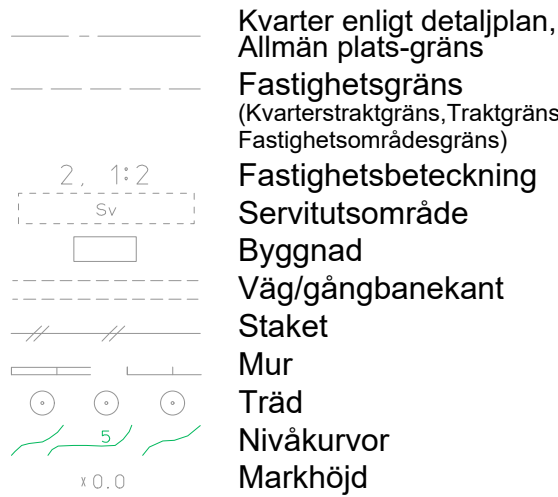 Kvarter enligt detaljplan,
Allmän plats-gräns
Fastighetsgräns
(Kvarterstraktgräns,Traktgräns
Fastighetsområdesgräns)
2, 1:2 Fastighetsbeteckning
Sv Servitutsområde
Byggnad
Väg/gångbanekant
Staket
Mur
Träd
5 Nivåkurvor
x0.0 Markhöjd